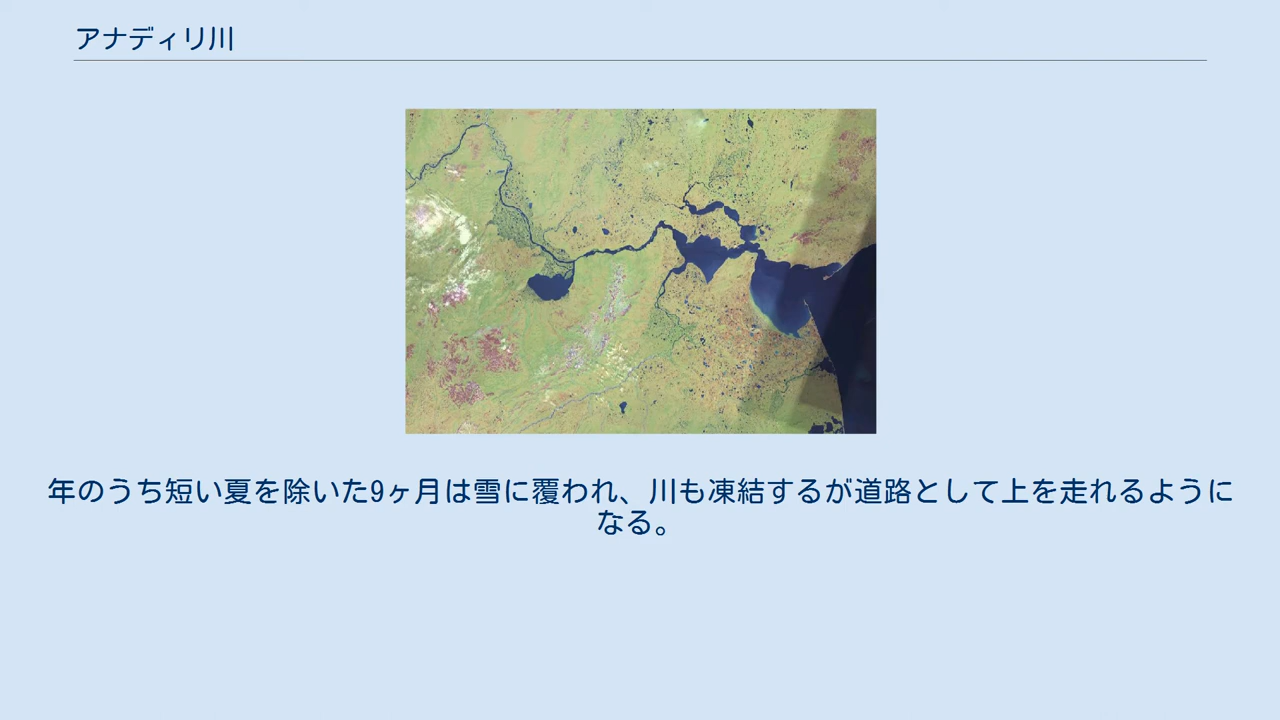 アナディリ川
年のうち短い夏を除いた9ヶ月は雪に覆われ、川も凍結するが道路として上を走れるように
なる。